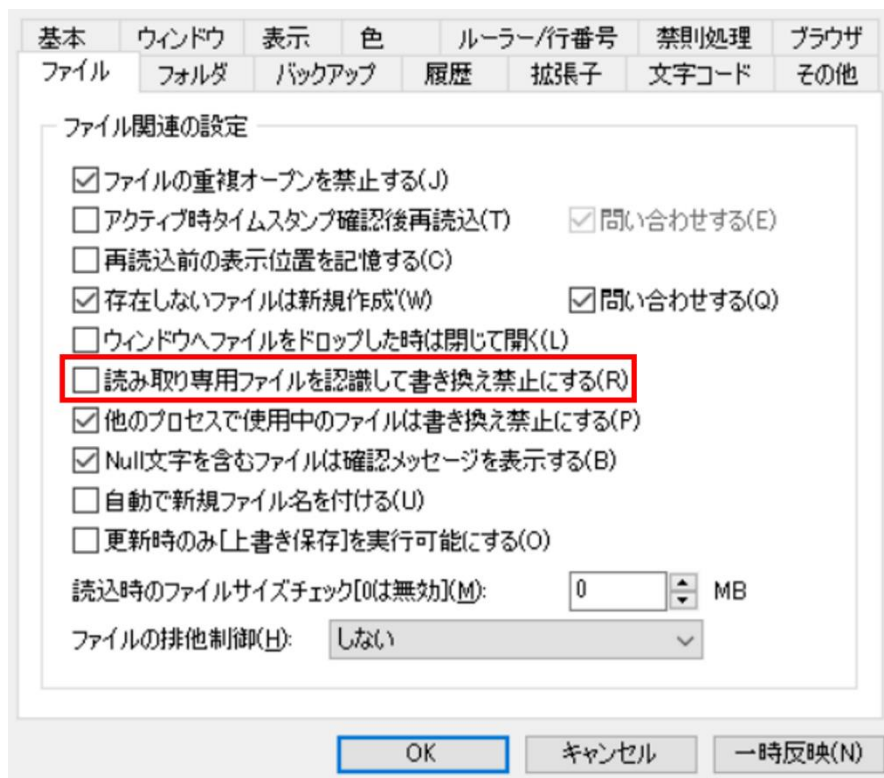 基本 ウィンドウ 表示 色 ルーラー/行番号 禁則処理 ブラウザ
ファイル フォルダ バックアップ 履歴 拡張子 文字コード その他
ファイル関連の設定
ファイルの重複オープンを禁止する(J)
アクティブ時タイムスタンプ確認後再読込(T) 問い合わせする(E)
再読込前の表示位置を記憶する(C)
存在しないファイルは新規作成(W) 問い合わせする(Q)
ウィンドウへファイルをドロップした時は閉じて開く(L)
読み取り専用ファイルを認識して書き換え禁止にする(R)
他のプロセスで使用中のファイルは書き換え禁止にする(P)
Null文字を含むファイルは確認メッセージを表示する(B)
自動で新規ファイル名を付ける(U)
更新時のみ[上書き保存]を実行可能にする(O)
読込時のファイルサイズチェック[0は無効](M): 0 MB
ファイルの排他制御(H): しない
OK キャンセル 一時反映(N)